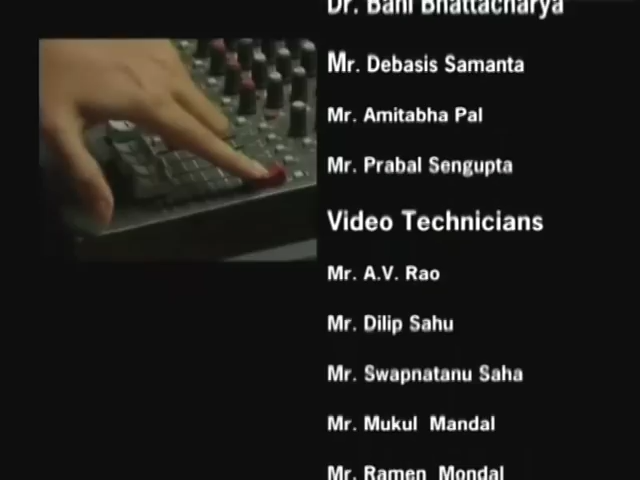 Dr. Bani Bhattacharya
Mr. Debasis Samanta
Mr. Amitabha Pal
Mr. Prabal Sengupta
Video Technicians
Mr. A.V. Rao
Mr. Dilip Sahu
Mr. Swapnatanu Saha
Mr. Mukul Mandal
Mr. Ramen Mondal